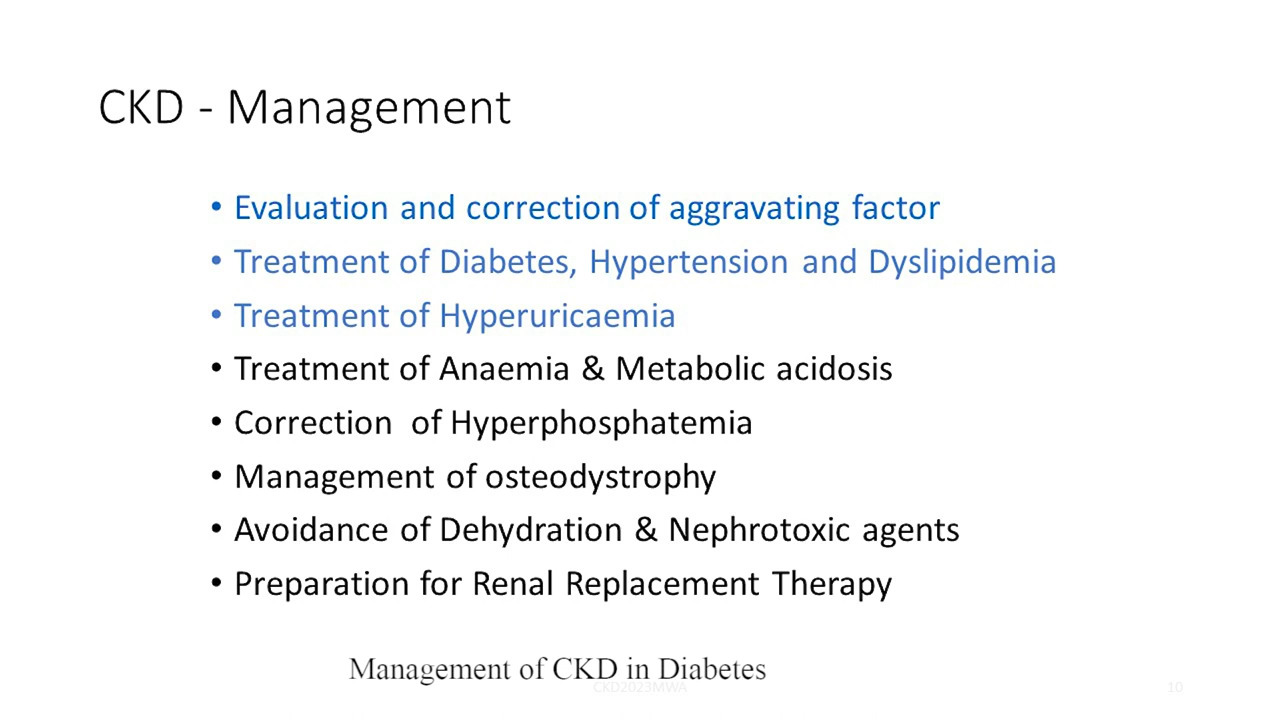 CKD - Management
• Evaluation and correction of aggravating factor
• Treatment of Diabetes, Hypertension and Dyslipidemia
• Treatment of Hyperuricaemia
• Treatment of Anaemia & Metabolic acidosis
• Correction of Hyperphosphatemia
• Management of osteodystrophy
• Avoidance of Dehydration & Nephrotoxic agents
• Preparation for Renal Replacement Therapy
Management of CKD in Diabetes
CKD2023MWA
10